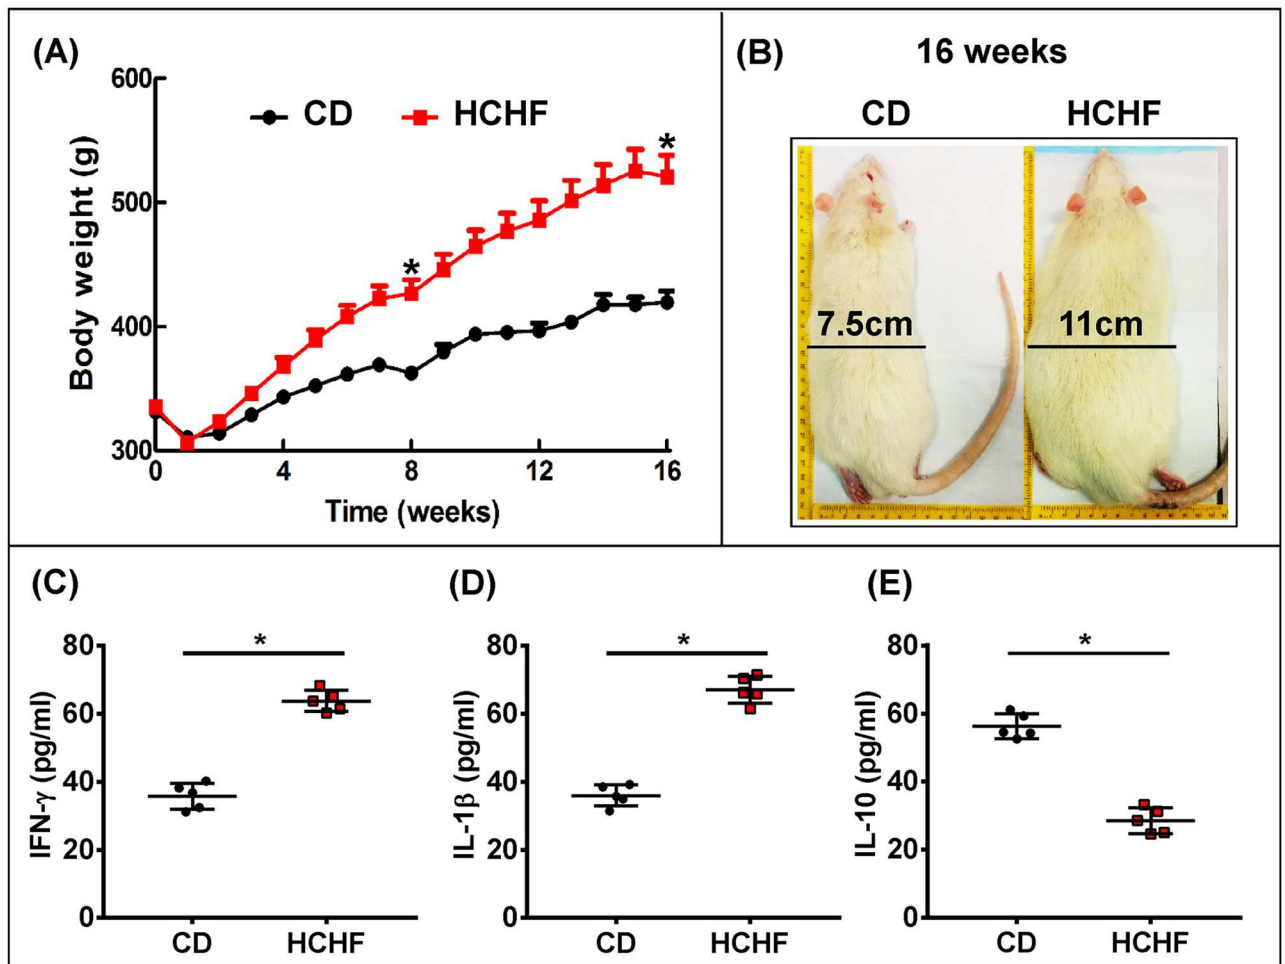 (A)
600
CD HCHF
*
500
*
400
300
0 4 8 12 16
Body weight (g)
Time (weeks)
(B) 16 weeks
CD HCHF
7.5cm 11cm
(C)
*
80
60
40
20
0
IFN-γ (pg/ml)
CD HCHF
(D)
*
80
60
40
20
0
IL-1β (pg/ml)
CD HCHF
(E)
*
80
60
40
20
0
IL-10 (pg/ml)
CD HCHF